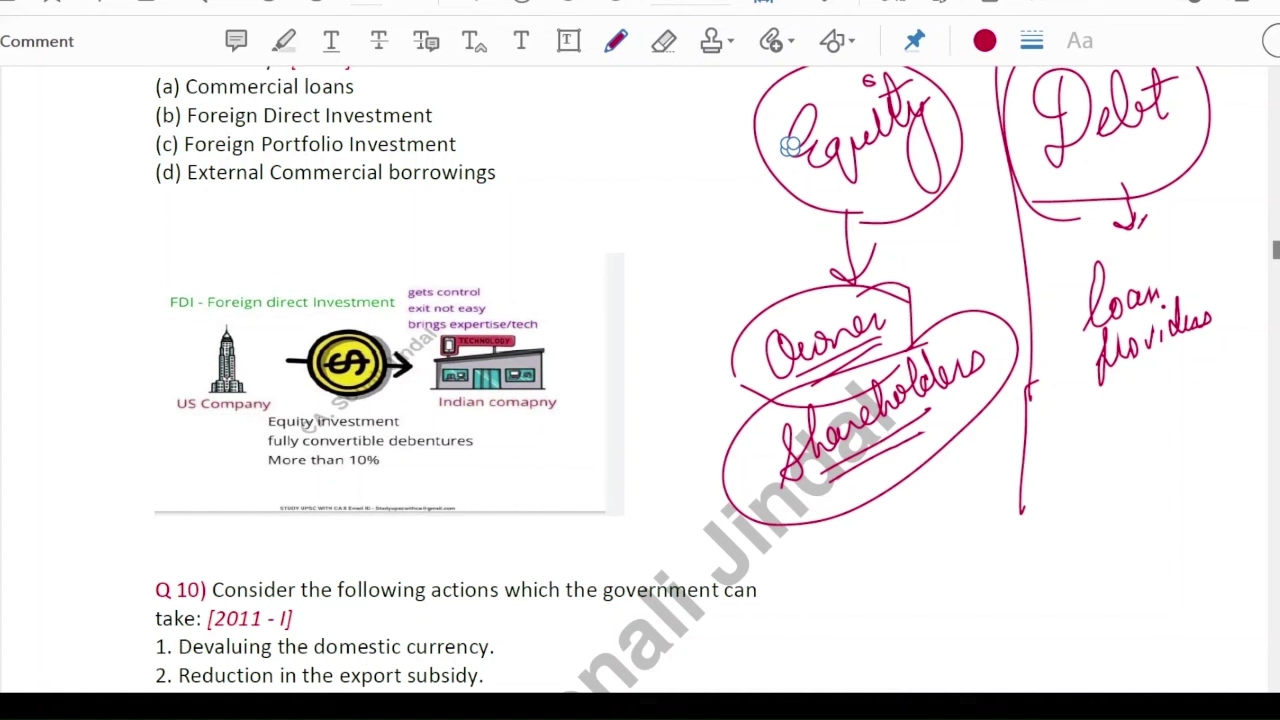 Comment
Aa
(a) Commercial loans
(b) Foreign Direct Investment
(c) Foreign Portfolio Investment
(d) External Commercial borrowings
Equity
Debt
Owner
Shareholders
loan
providers
FDI - Foreign direct Investment
gets control
exit not easy
brings expertise/tech
TECHNOLOGY
US Company
Indian comapny
Equity investment
fully convertible debentures
More than 10%
Q 10) Consider the following actions which the government can
take: [2011 - I]
1. Devaluing the domestic currency.
2. Reduction in the export subsidy.
Jindal